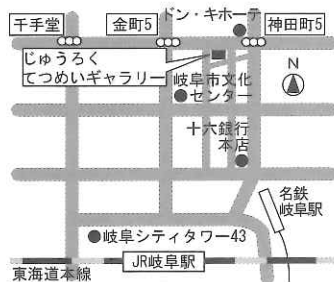 ドン・キホーテ
千手堂
金町5
神田町5
じゅうろく
てつめいギャラリー
岐阜市文化
センター
N
十六銀行
本店
名鉄
岐阜駅
岐阜シティタワー43
JR岐阜駅
東海道本線